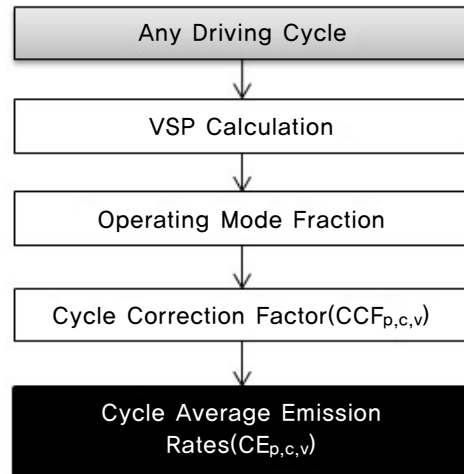 Any Driving Cycle
VSP Calculation
Operating Mode Fraction
Cycle Correction Factor(CCFp,c,v)
Cycle Average Emission
Rates(CEp,c,v)